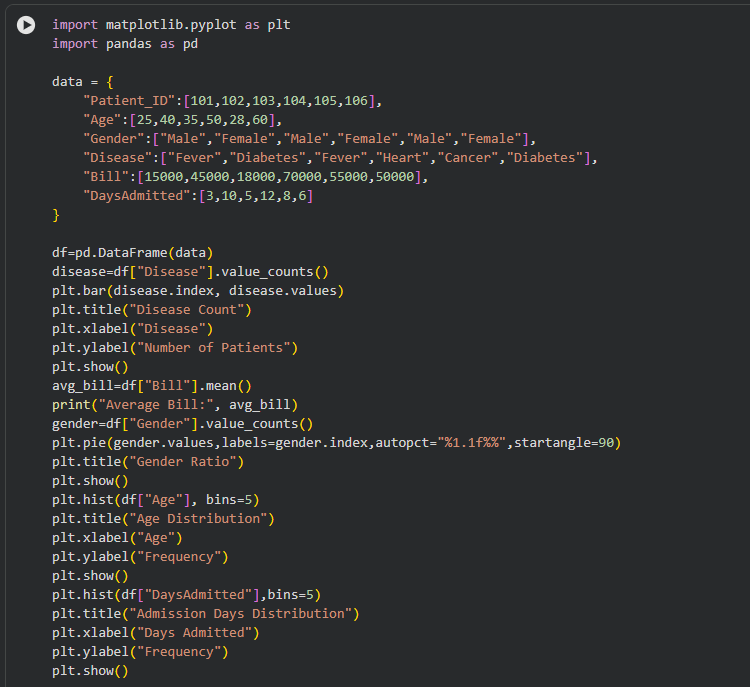 import matplotlib.pyplot as plt
import pandas as pd

data = {
    "Patient_ID":[101,102,103,104,105,106],
    "Age":[25,40,35,50,28,60],
    "Gender":["Male","Female","Male","Female","Male","Female"],
    "Disease":["Fever","Diabetes","Fever","Heart","Cancer","Diabetes"],
    "Bill":[15000,45000,18000,70000,55000,50000],
    "DaysAdmitted":[3,10,5,12,8,6]
}

df=pd.DataFrame(data)
disease=df["Disease"].value_counts()
plt.bar(disease.index, disease.values)
plt.title("Disease Count")
plt.xlabel("Disease")
plt.ylabel("Number of Patients")
plt.show()
avg_bill=df["Bill"].mean()
print("Average Bill:", avg_bill)
gender=df["Gender"].value_counts()
plt.pie(gender.values,labels=gender.index,autopct="%1.1f%%",startangle=90)
plt.title("Gender Ratio")
plt.show()
plt.hist(df["Age"], bins=5)
plt.title("Age Distribution")
plt.xlabel("Age")
plt.ylabel("Frequency")
plt.show()
plt.hist(df["DaysAdmitted"],bins=5)
plt.title("Admission Days Distribution")
plt.xlabel("Days Admitted")
plt.ylabel("Frequency")
plt.show()